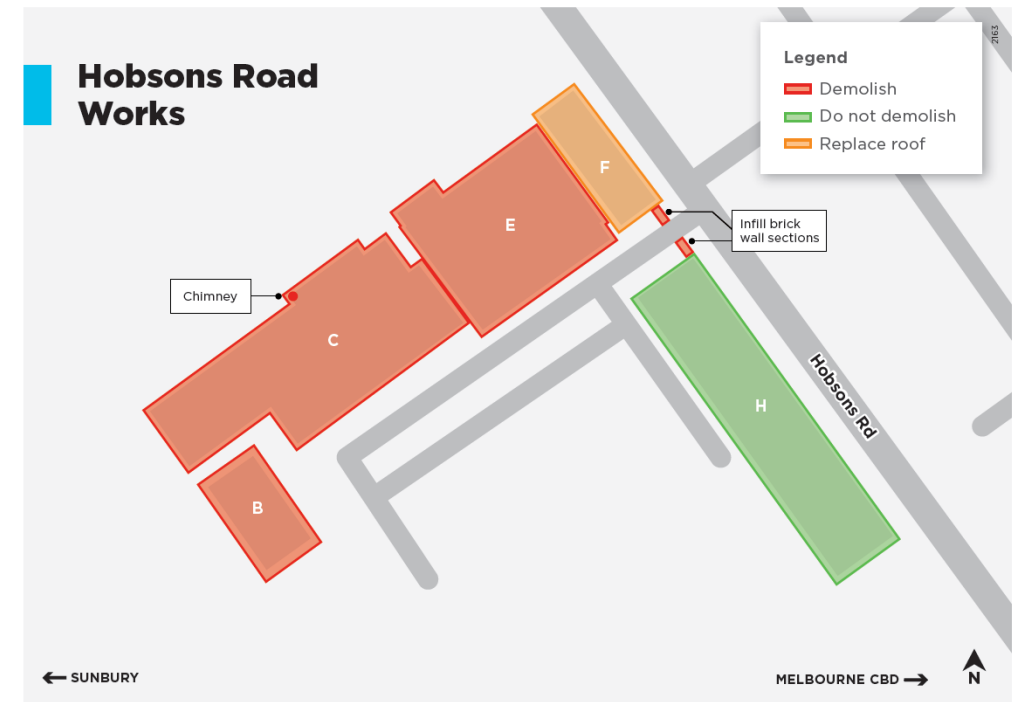 Hobsons Road
Works
2163
Legend
Demolish
Do not demolish
Replace roof
F
E
Infill brick
wall sections
Chimney
C
Hobsons Rd
H
B
SUNBURY
MELBOURNE CBD
N